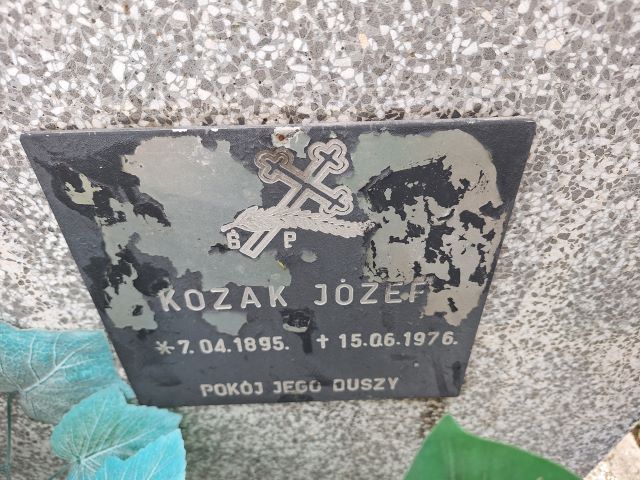 Ś P
KOZAK JÓZEF
* 7.04.1895. † 15.06.1976.
POKÓJ JEGO DUSZY